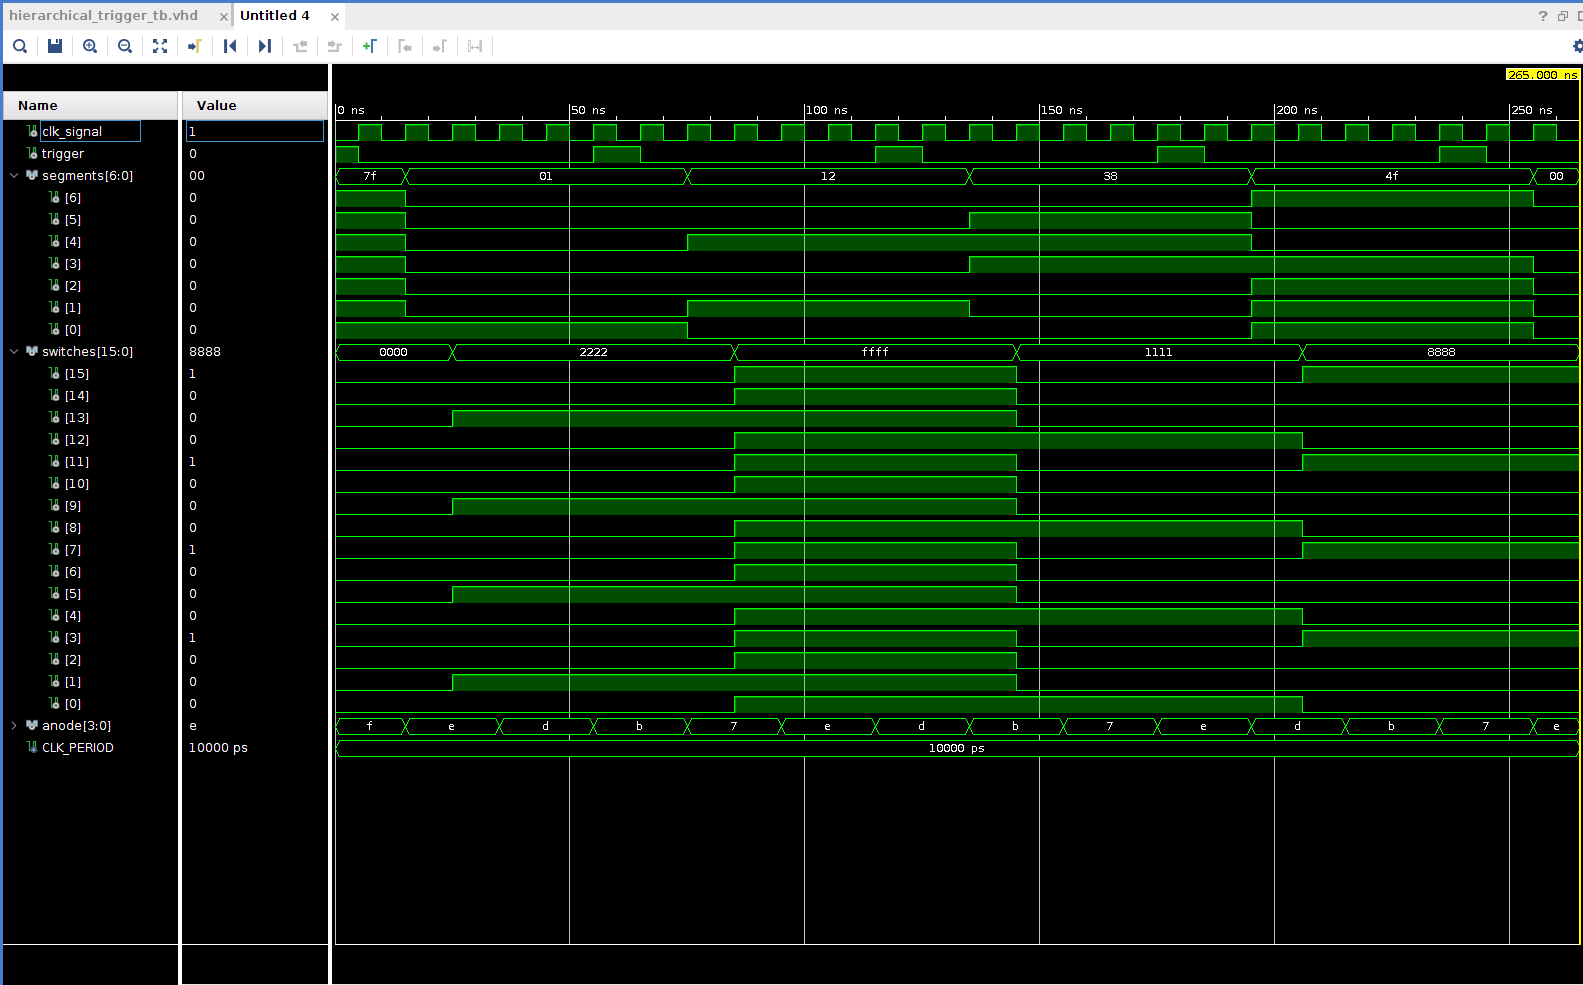 hierarchical_trigger_tb.vhd × Untitled 4 ×
?
265.000 ns
Name Value
0 ns 50 ns 100 ns 150 ns 200 ns 250 ns
clk_signal 1
trigger 0
segments[6:0] 00 7f 01 12 38 4f 00
[6] 0
[5] 0
[4] 0
[3] 0
[2] 0
[1] 0
[0] 0
switches[15:0] 8888 0000 2222 ffff 1111 8888
[15] 1
[14] 0
[13] 0
[12] 0
[11] 1
[10] 0
[9] 0
[8] 0
[7] 1
[6] 0
[5] 0
[4] 0
[3] 1
[2] 0
[1] 0
[0] 0
anode[3:0] e f e d b 7 e d b 7 e d b 7 e
CLK_PERIOD 10000 ps 10000 ps